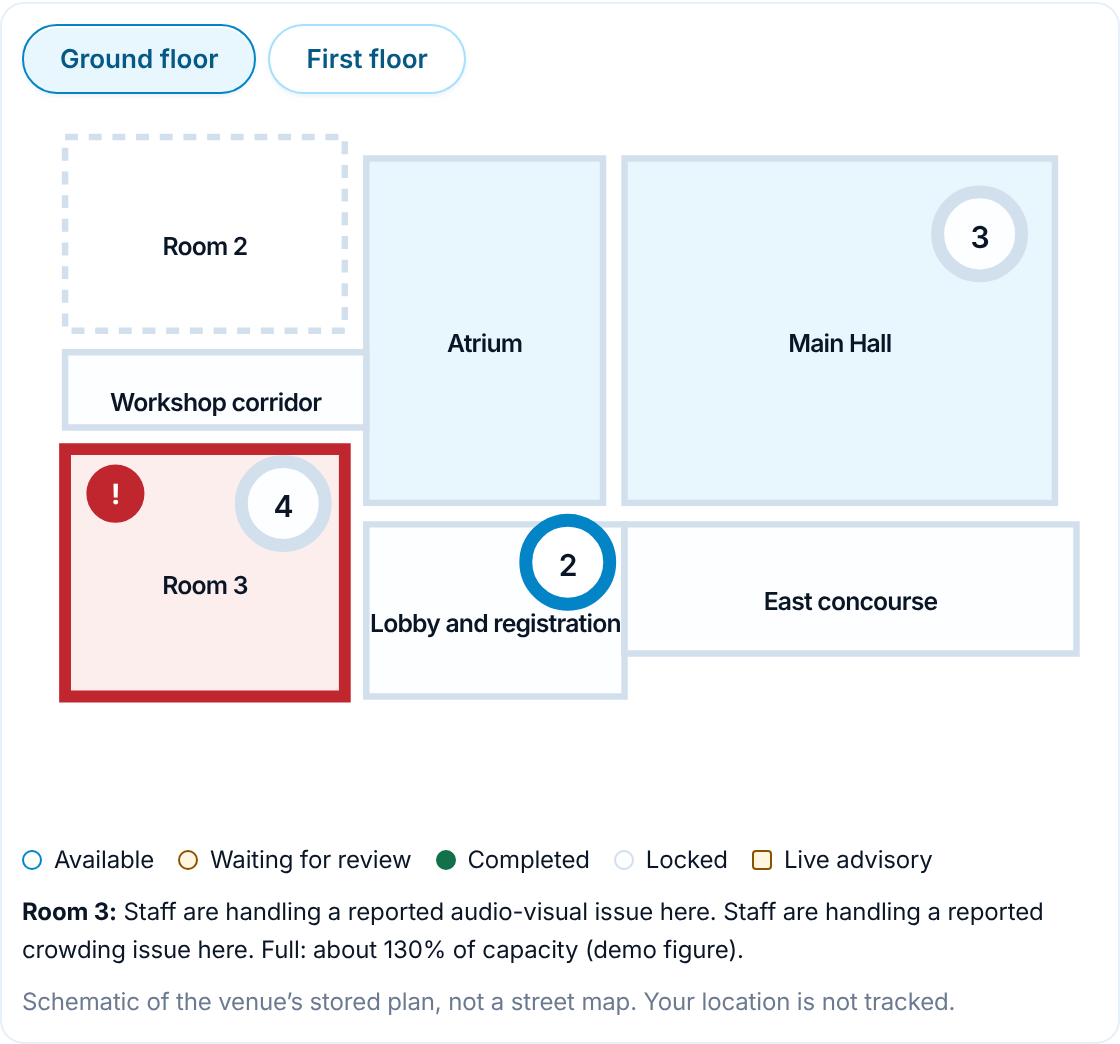 Ground floor
First floor
Room 2
Atrium
Main Hall
3
Workshop corridor
!
4
Room 3
2
Lobby and registration
East concourse
Available
Waiting for review
Completed
Locked
Live advisory
Room 3: Staff are handling a reported audio-visual issue here. Staff are handling a reported
crowding issue here. Full: about 130% of capacity (demo figure).
Schematic of the venue’s stored plan, not a street map. Your location is not tracked.